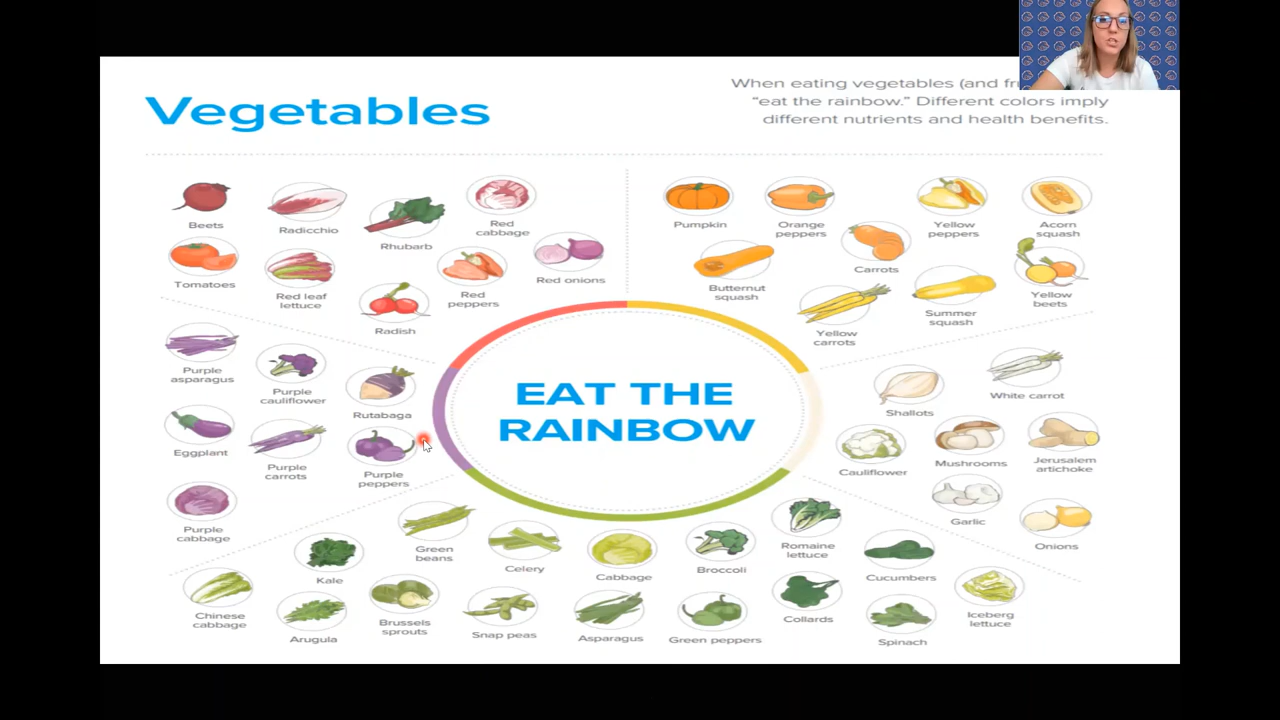 Vegetables
When eating vegetables (and
"eat the rainbow." Different colors imply
different nutrients and health benefits.
Beets
Radicchio
Rhubarb
Red
cabbage
Tomatoes
Red leaf
lettuce
Radish
Red
peppers
Red onions
Pumpkin
Orange
peppers
Carrots
Yellow
peppers
Acorn
squash
Butternut
squash
Yellow
carrots
Summer
squash
Yellow
beets
Purple
asparagus
Purple
cauliflower
Rutabaga
Eggplant
Purple
carrots
Purple
peppers
Purple
cabbage
EAT THE
RAINBOW
Shallots
White carrot
Cauliflower
Mushrooms
Jerusalem
artichoke
Garlic
Onions
Green
beans
Kale
Celery
Cabbage
Broccoli
Romaine
lettuce
Cucumbers
Chinese
cabbage
Arugula
Brussels
sprouts
Snap peas
Asparagus
Green peppers
Collards
Spinach
Iceberg
lettuce